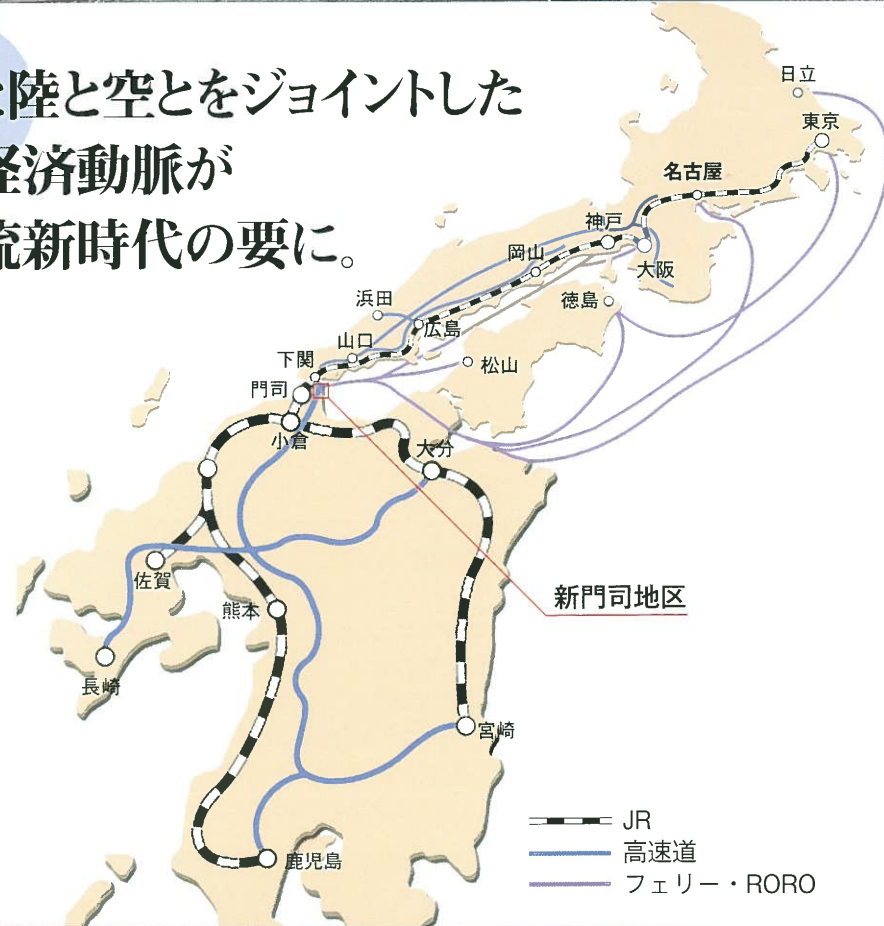 陸と空とをジョイントした
経済動脈が
流新時代の要に。
日立
東京
名古屋
神戸
大阪
岡山
徳島
浜田
広島
山口
松山
下関
門司
小倉
大分
佐賀
新門司地区
熊本
長崎
宮崎
鹿児島
JR
高速道
フェリー・RORO